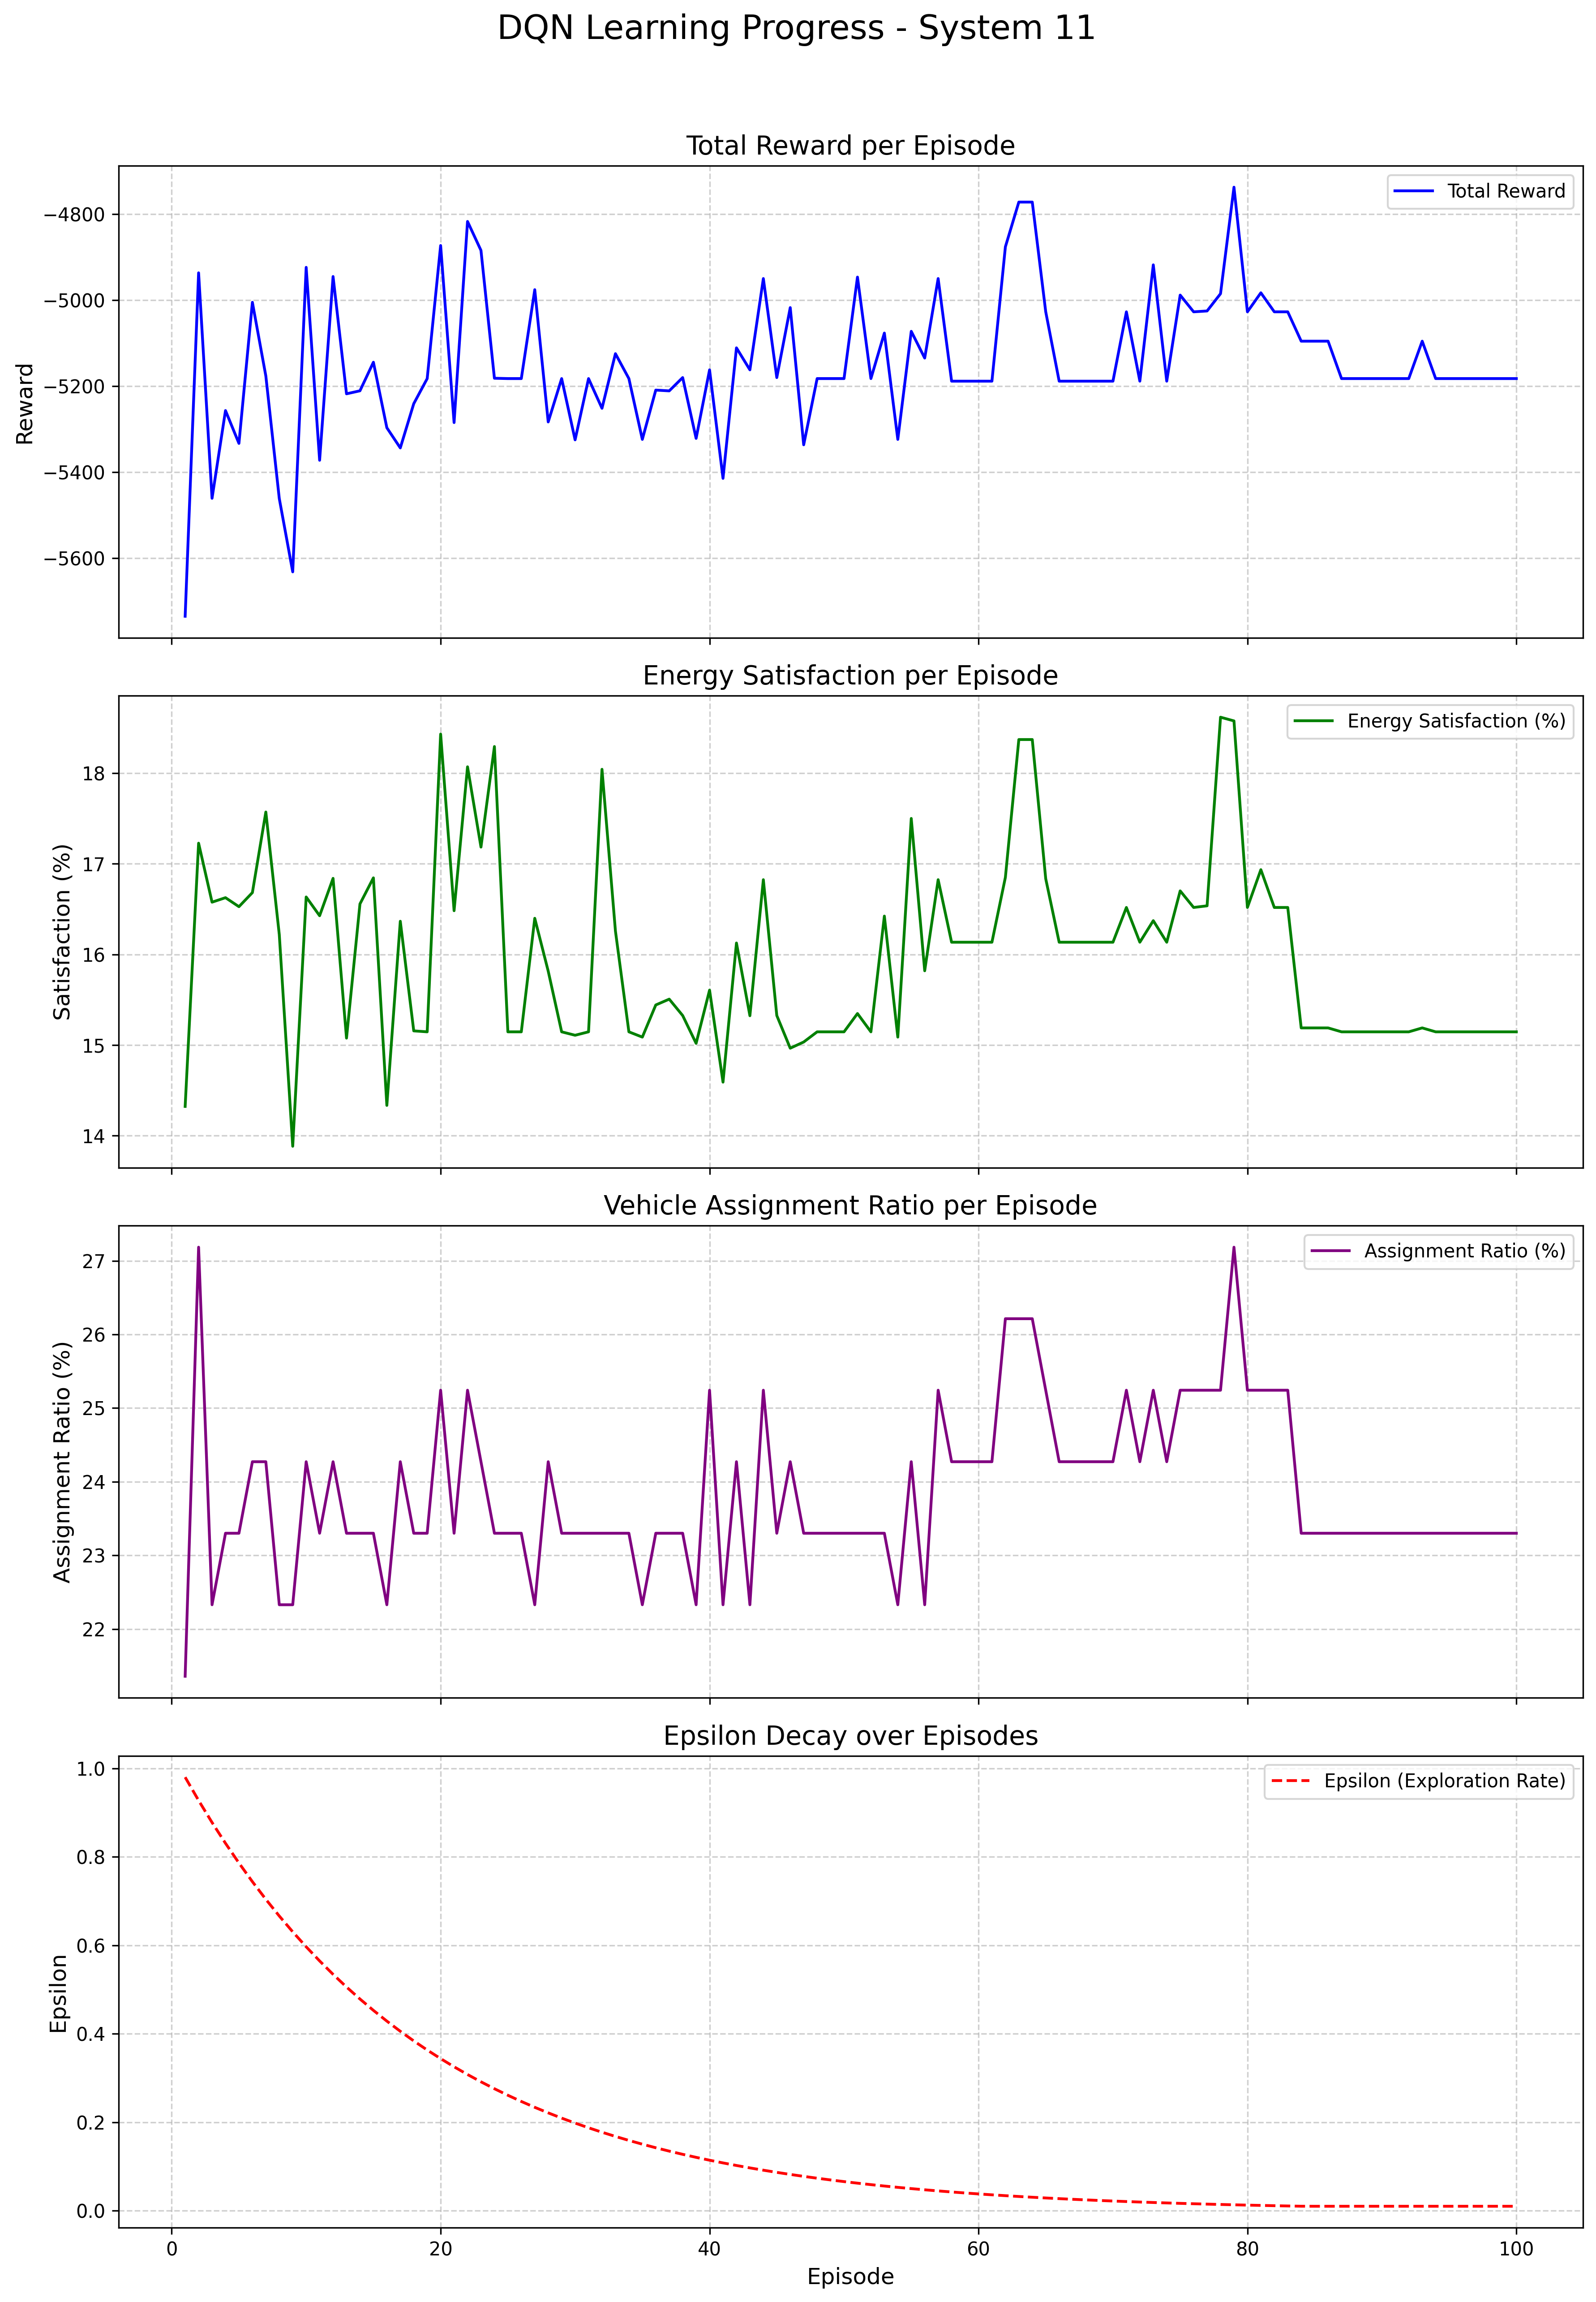 DQN Learning Progress - System 11
Total Reward per Episode
Total Reward
Reward
−4800
−5000
−5200
−5400
−5600
Energy Satisfaction per Episode
Energy Satisfaction (%)
Satisfaction (%)
18
17
16
15
14
Vehicle Assignment Ratio per Episode
Assignment Ratio (%)
Assignment Ratio (%)
27
26
25
24
23
22
Epsilon Decay over Episodes
Epsilon (Exploration Rate)
Epsilon
1.0
0.8
0.6
0.4
0.2
0.0
0 20 40 60 80 100
Episode